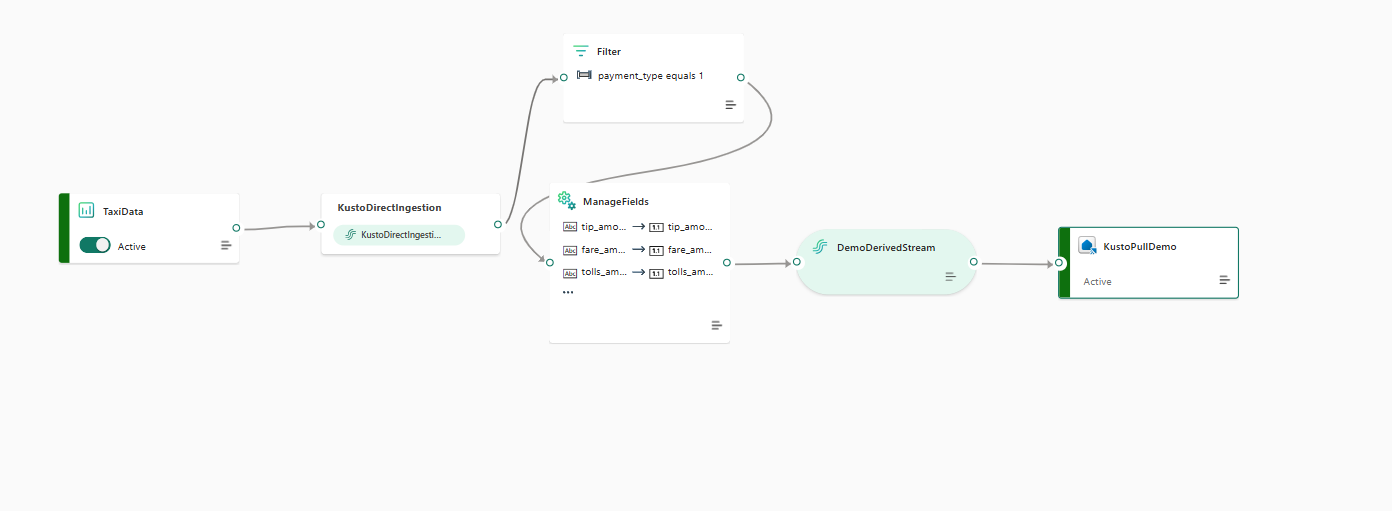 TaxiData
Active
KustoDirectIngestion
KustoDirectIngesti...
Filter
payment_type equals 1
ManageFields
Abc tip_amo... 1.1 tip_amo...
Abc fare_am... 1.1 fare_am...
Abc tolls_am... 1.1 tolls_am...
...
DemoDerivedStream
KustoPullDemo
Active